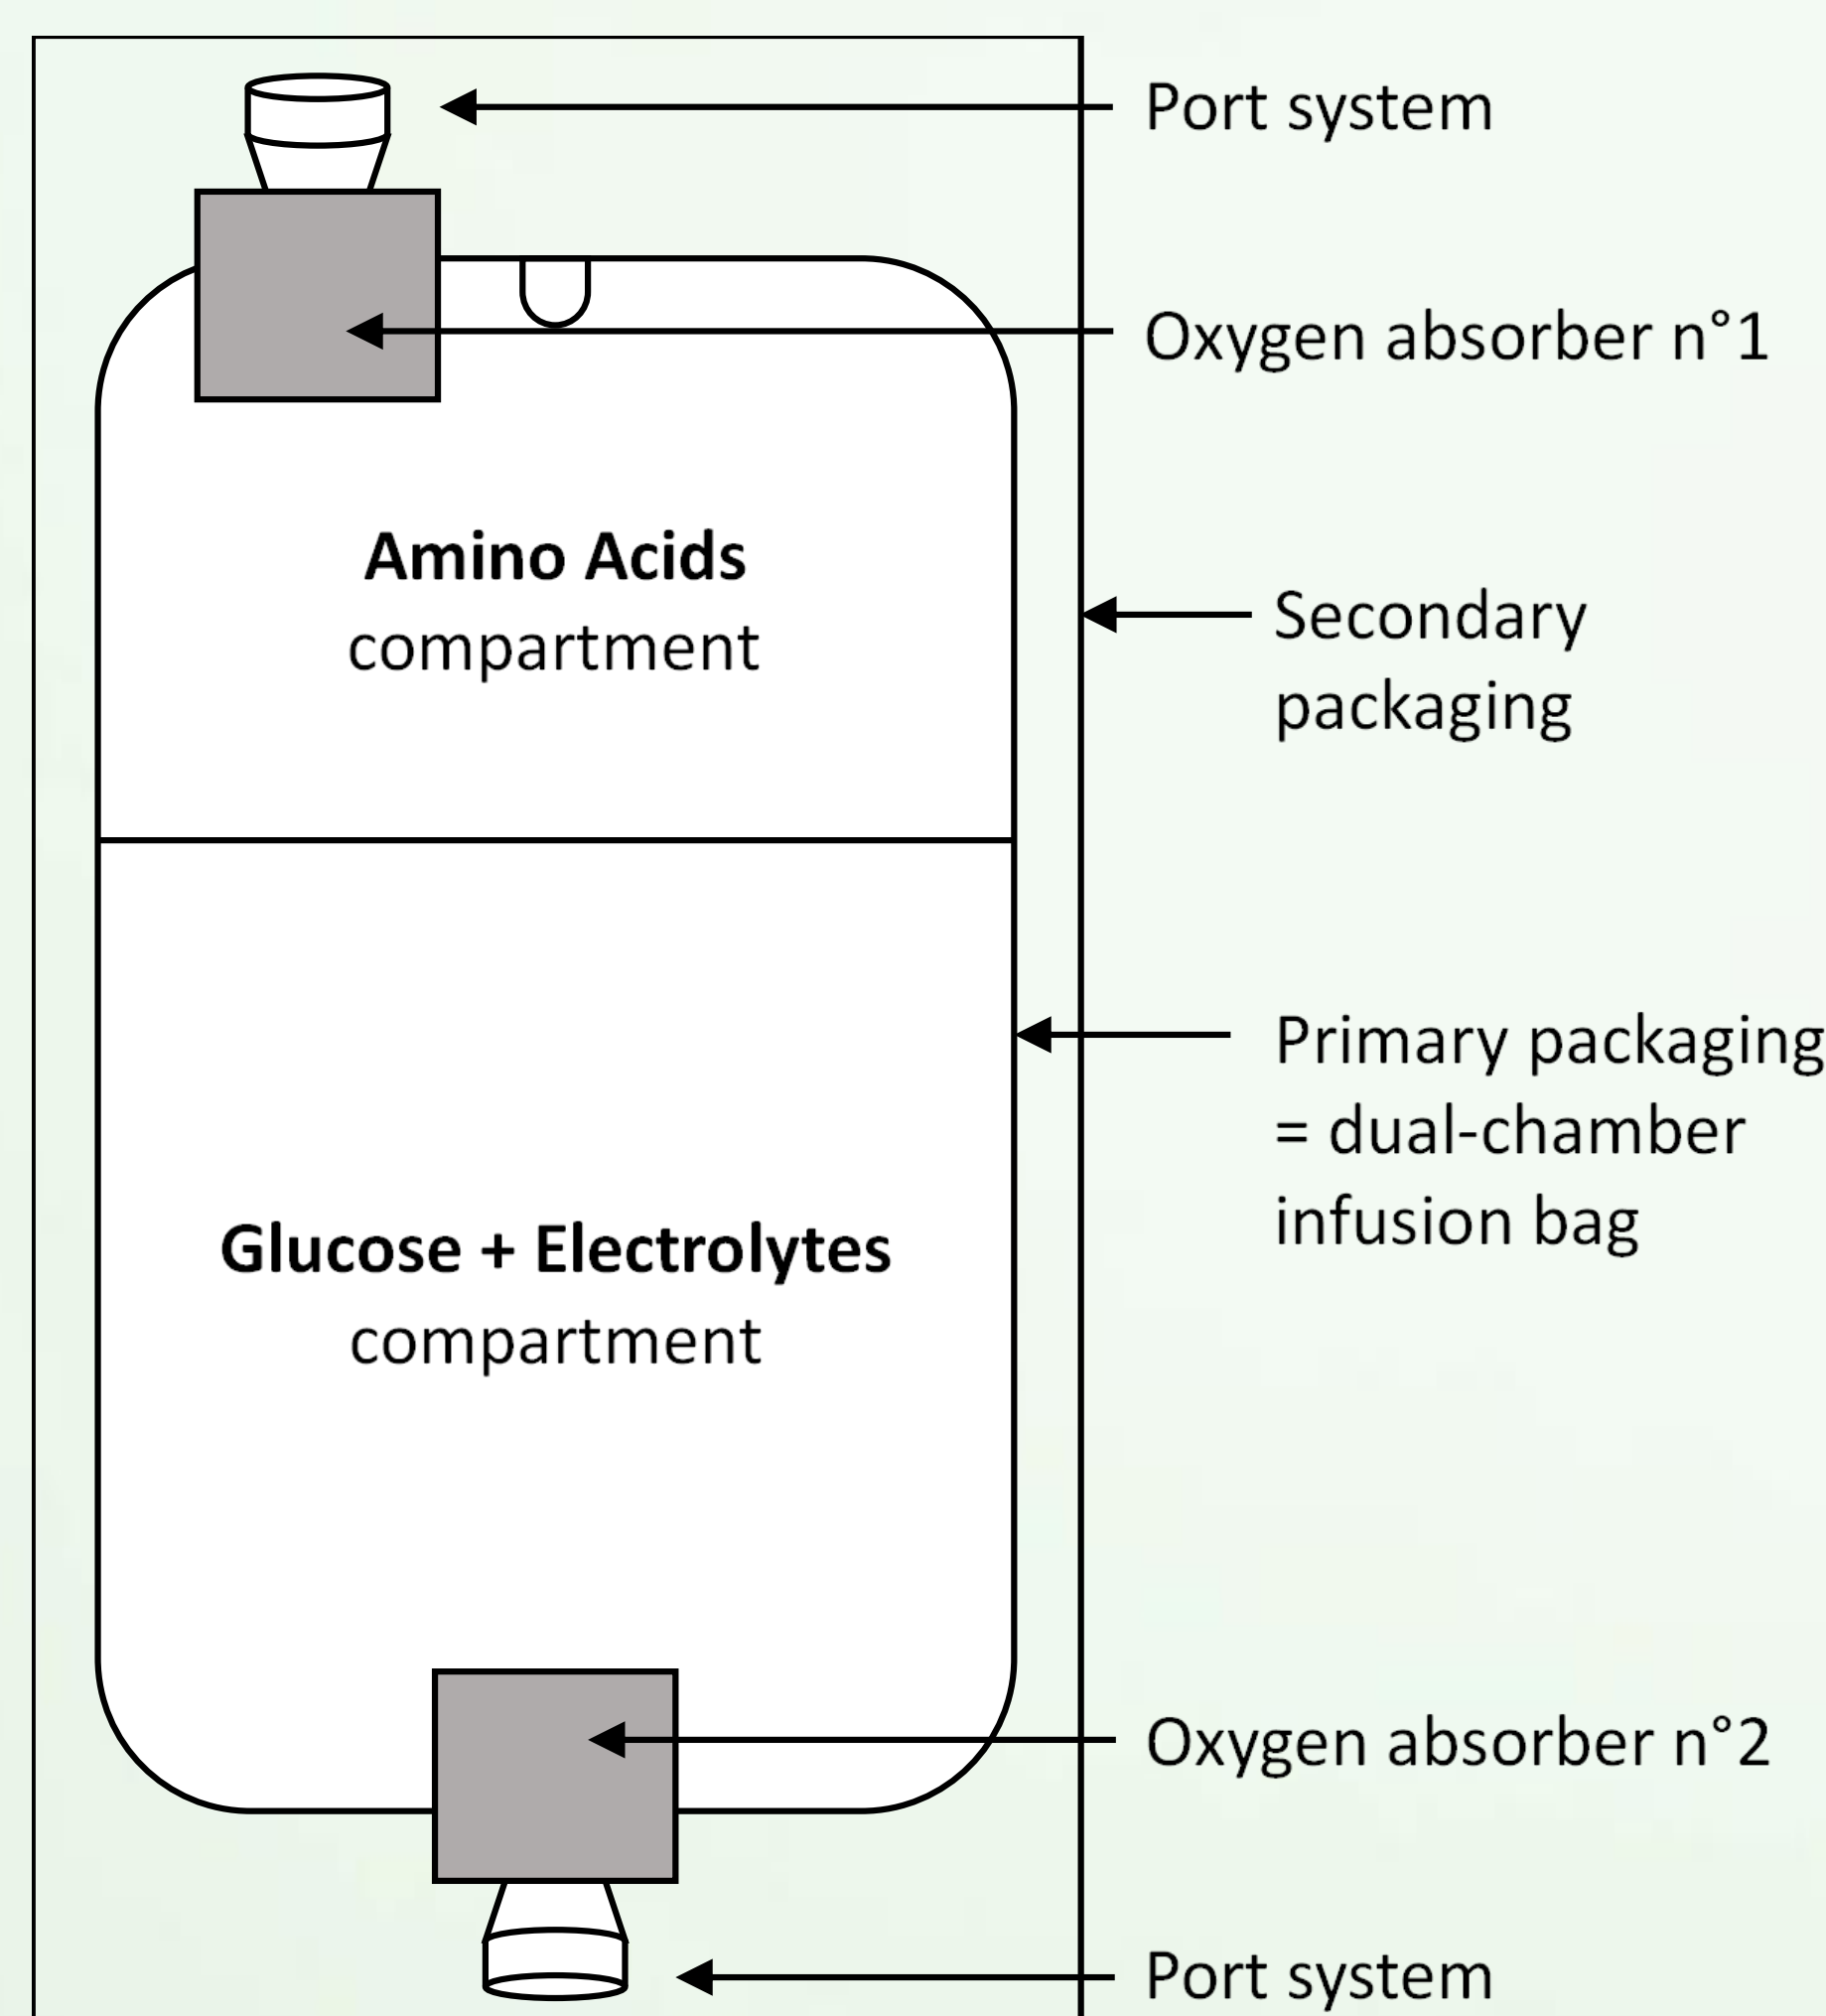 Port system
Oxygen absorber n°1
Amino Acids
compartment
Secondary
packaging
Primary packaging
= dual-chamber
infusion bag
Glucose + Electrolytes
compartment
Oxygen absorber n°2
Port system